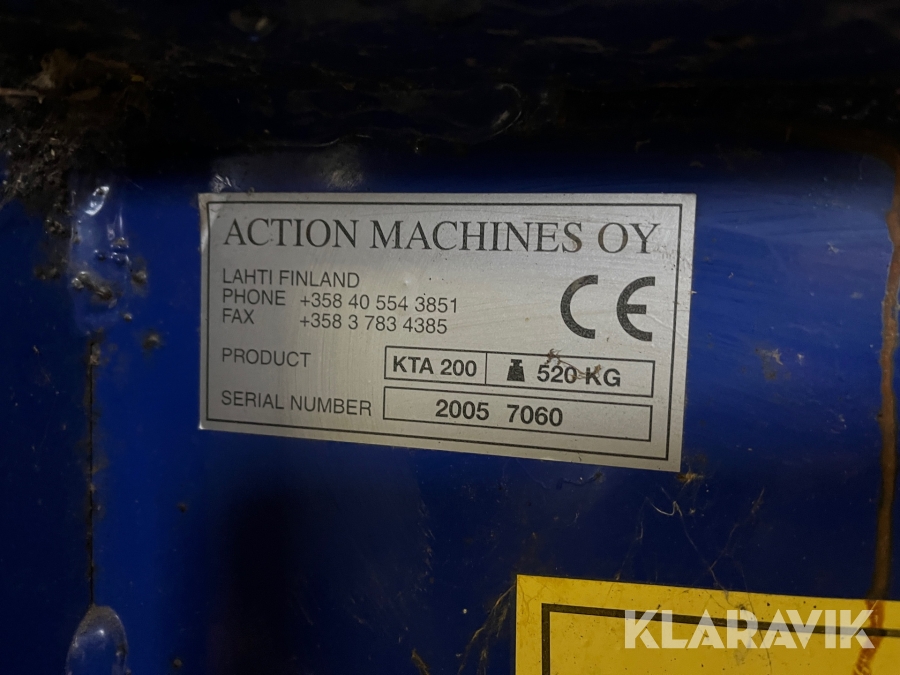 ACTION MACHINES OY
LAHTI FINLAND
PHONE +358 40 554 3851
FAX +358 3 783 4385
CE
PRODUCT KTA 200 520 KG
SERIAL NUMBER 2005 7060
KLARAVIK